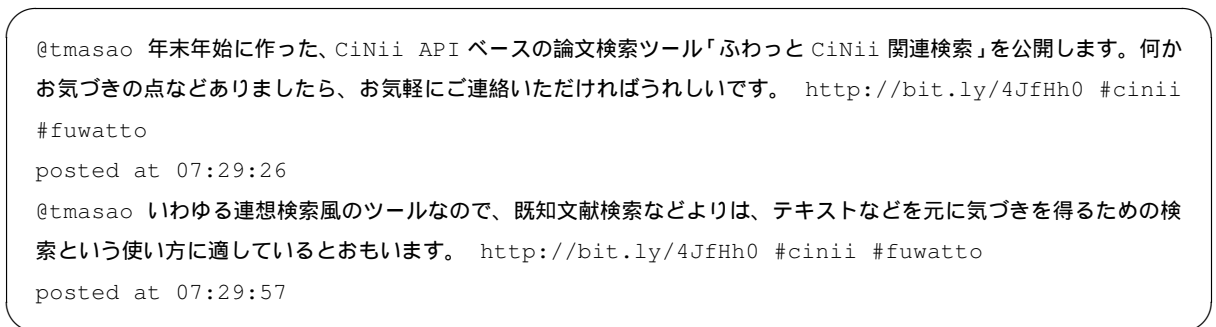 @tmasao 年末年始に作った、CiNii API ベースの論文検索ツール「ふわっと CiNii 関連検索」を公開します。何か
お気づきの点などありましたら、お気軽にご連絡いただければうれしいです。 http://bit.ly/4JfHh0 #cinii
#fuwatto
posted at 07:29:26
@tmasao いわゆる連想検索風のツールなので、既知文献検索などよりは、テキストなどを元に気づきを得るための検
索という使い方に適しているとおもいます。 http://bit.ly/4JfHh0 #cinii #fuwatto
posted at 07:29:57